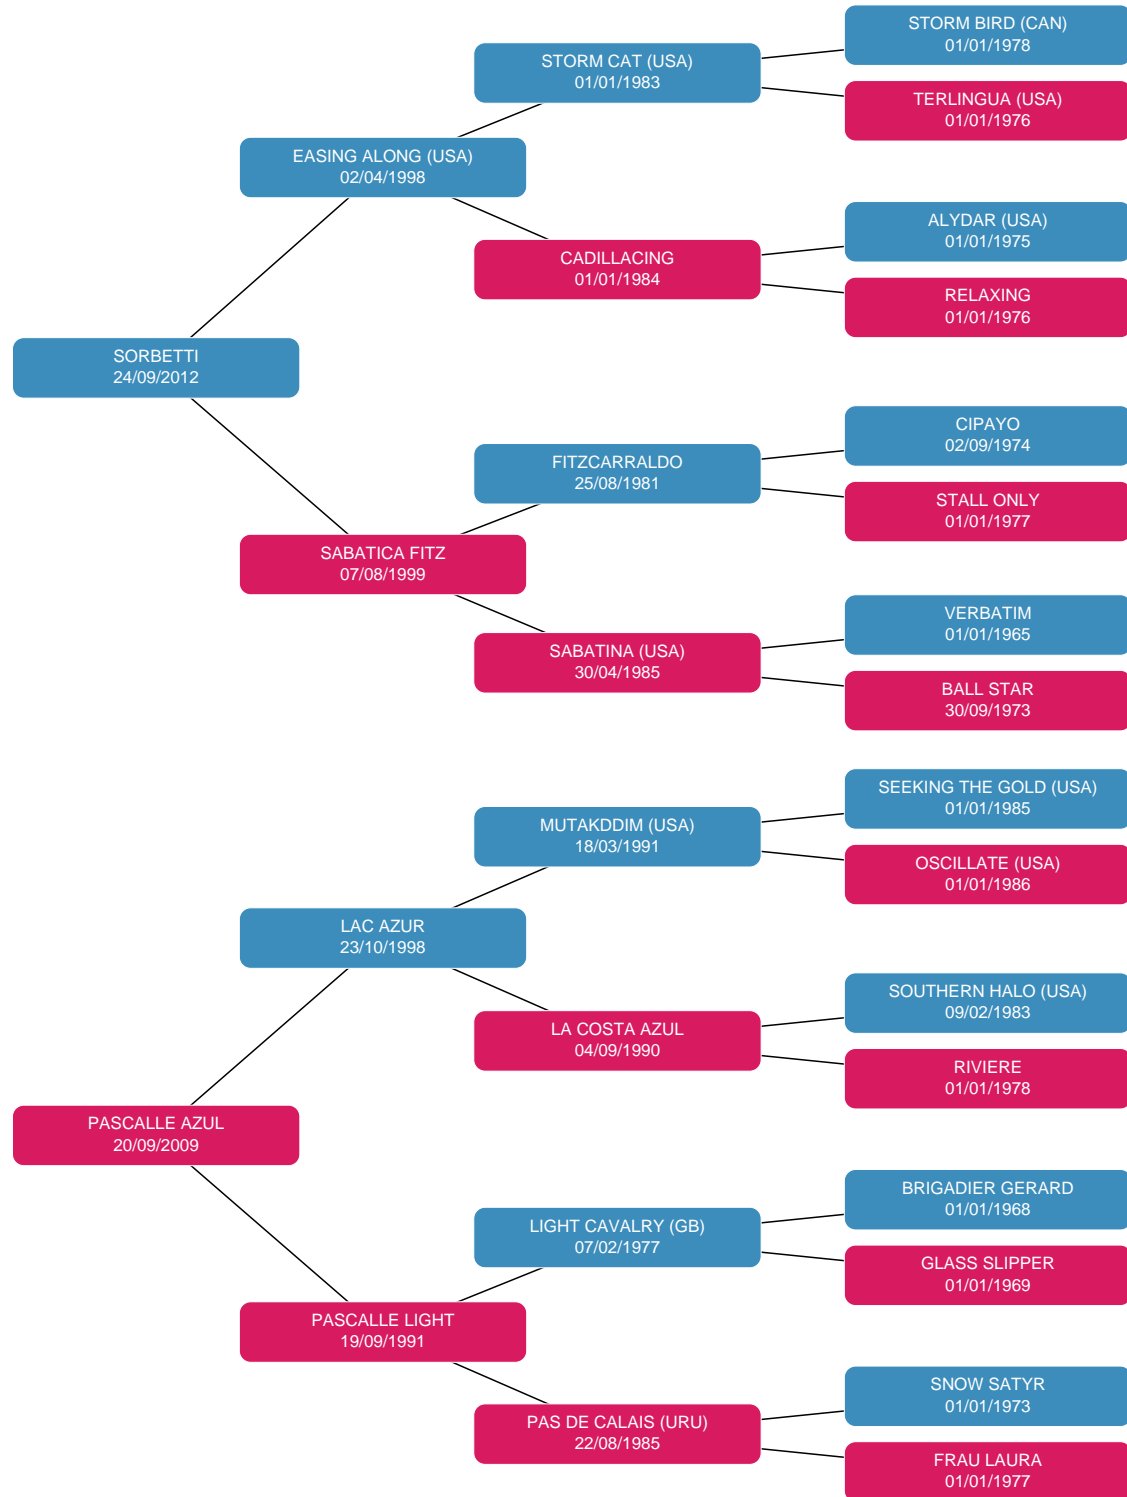 STORM BIRD (CAN)
01/01/1978
STORM CAT (USA)
01/01/1983
TERLINGUA (USA)
01/01/1976
EASING ALONG (USA)
02/04/1998
ALYDAR (USA)
01/01/1975
CADILLACING
01/01/1984
RELAXING
01/01/1976
SORBETTI
24/09/2012
CIPAYO
02/09/1974
FITZCARRALDO
25/08/1981
STALL ONLY
01/01/1977
SABATICA FITZ
07/08/1999
VERBATIM
01/01/1965
SABATINA (USA)
30/04/1985
BALL STAR
30/09/1973
SEEKING THE GOLD (USA)
01/01/1985
MUTAKDDIM (USA)
18/03/1991
OSCILLATE (USA)
01/01/1986
LAC AZUR
23/10/1998
SOUTHERN HALO (USA)
09/02/1983
LA COSTA AZUL
04/09/1990
RIVIERE
01/01/1978
PASCALLE AZUL
20/09/2009
BRIGADIER GERARD
01/01/1968
LIGHT CAVALRY (GB)
07/02/1977
GLASS SLIPPER
01/01/1969
PASCALLE LIGHT
19/09/1991
SNOW SATYR
01/01/1973
PAS DE CALAIS (URU)
22/08/1985
FRAU LAURA
01/01/1977